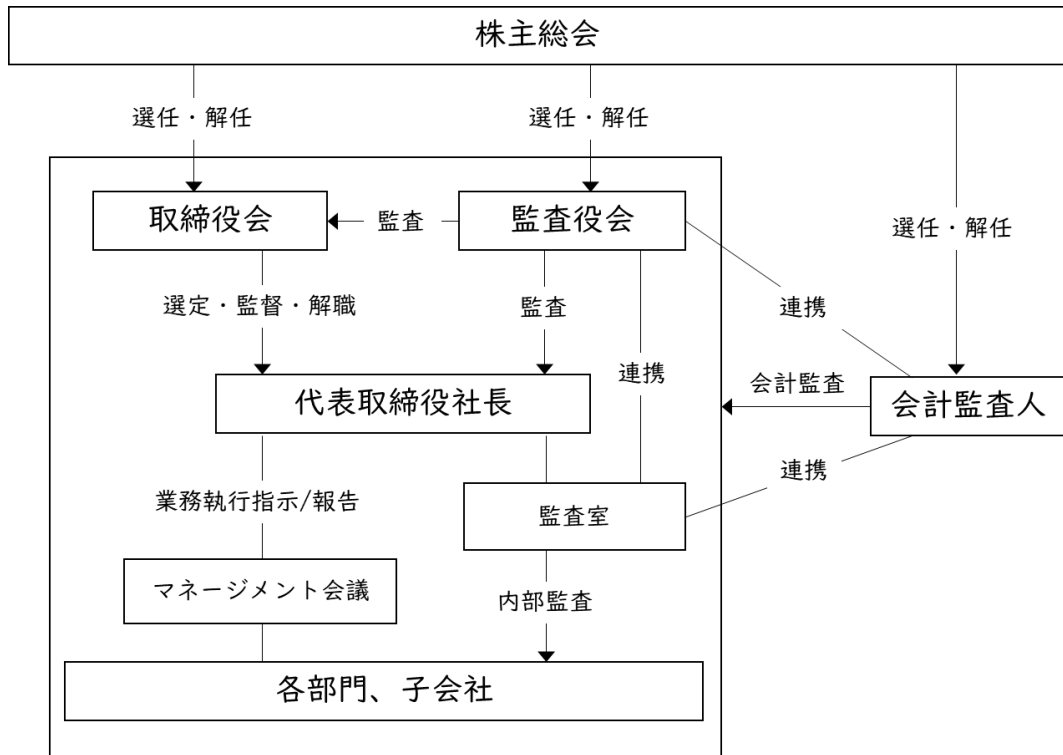 株主総会
選任・解任
選任・解任
選任・解任
取締役会
監査
監査役会
選定・監督・解職
監査
連携
連携
代表取締役社長
会計監査
会計監査人
業務執行指示/報告
監査室
連携
マネージメント会議
内部監査
各部門、子会社